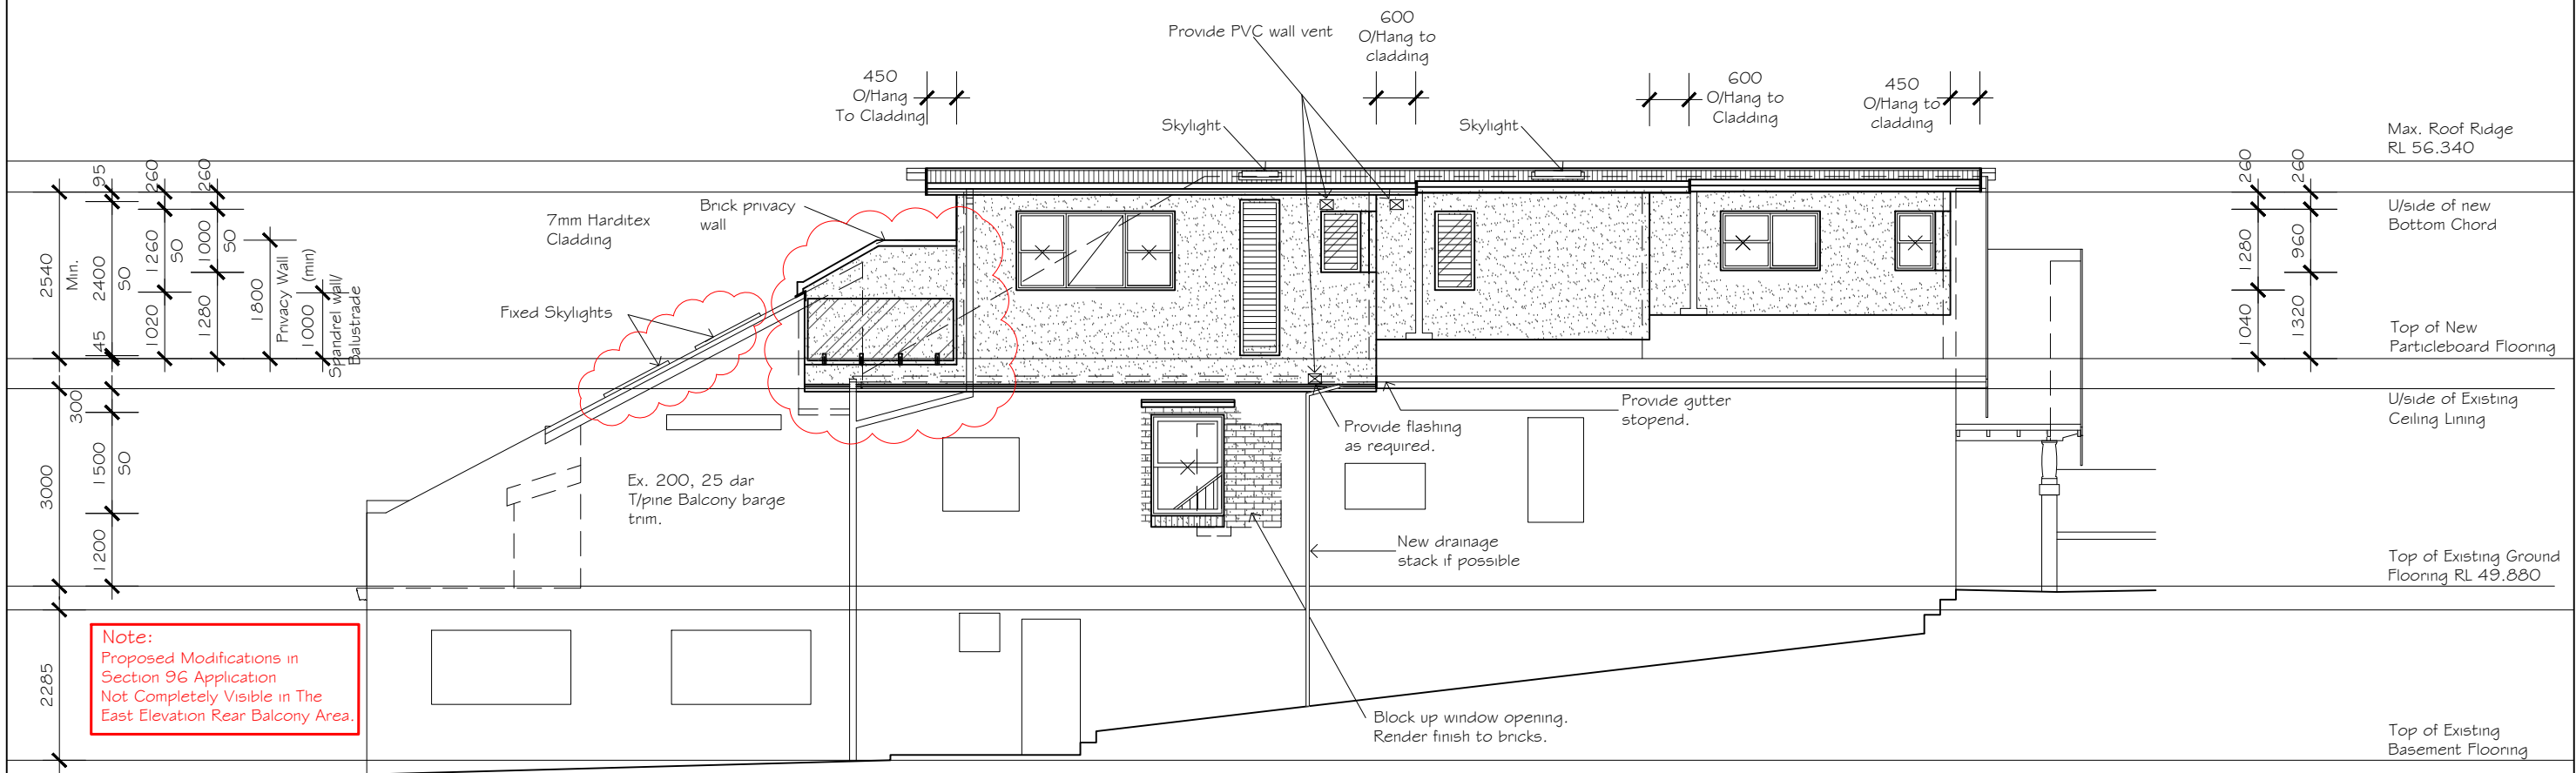 600
O/Hang to
cladding
Provide PVC wall vent
450
O/Hang
To Cladding
600
O/Hang to
Cladding
450
O/Hang to
cladding
Skylight
Skylight
Max. Roof Ridge
RL 56.340
U/side of new
Bottom Chord
Top of New
Particleboard Flooring
U/side of Existing
Ceiling Lining
Top of Existing Ground
Flooring RL 49.880
Top of Existing
Basement Flooring
7mm Harditex
Cladding
Brick privacy
wall
Fixed Skylights
Ex. 200, 25 dar
T/pine Balcony barge
trim.
Provide flashing
as required.
Provide gutter
stopend.
New drainage
stack if possible
Block up window opening.
Render finish to bricks.
Note:
Proposed Modifications in
Section 96 Application
Not Completely Visible in The
East Elevation Rear Balcony Area.
2540
Min.
3000
2285
95
2400
50
45
300
1500
50
1200
260
1260
50
1020
260
1000
50
1280
1800
Privacy Wall
1000 (min)
Spandrel wall/
Balustrade
260
1280
1040
260
960
1320